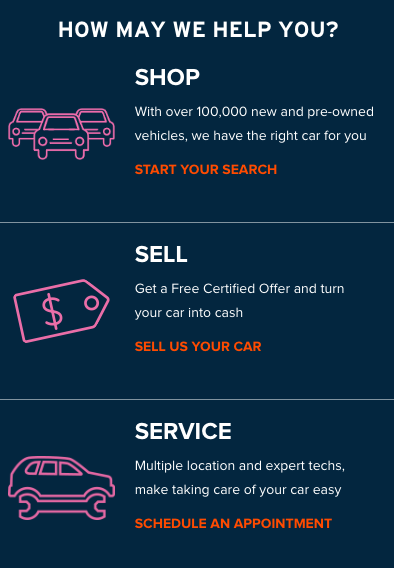 HOW MAY WE HELP YOU?
SHOP
With over 100,000 new and pre-owned
vehicles, we have the right car for you
START YOUR SEARCH
SELL
$
Get a Free Certified Offer and turn
your car into cash
SELL US YOUR CAR
SERVICE
Multiple location and expert techs,
make taking care of your car easy
SCHEDULE AN APPOINTMENT